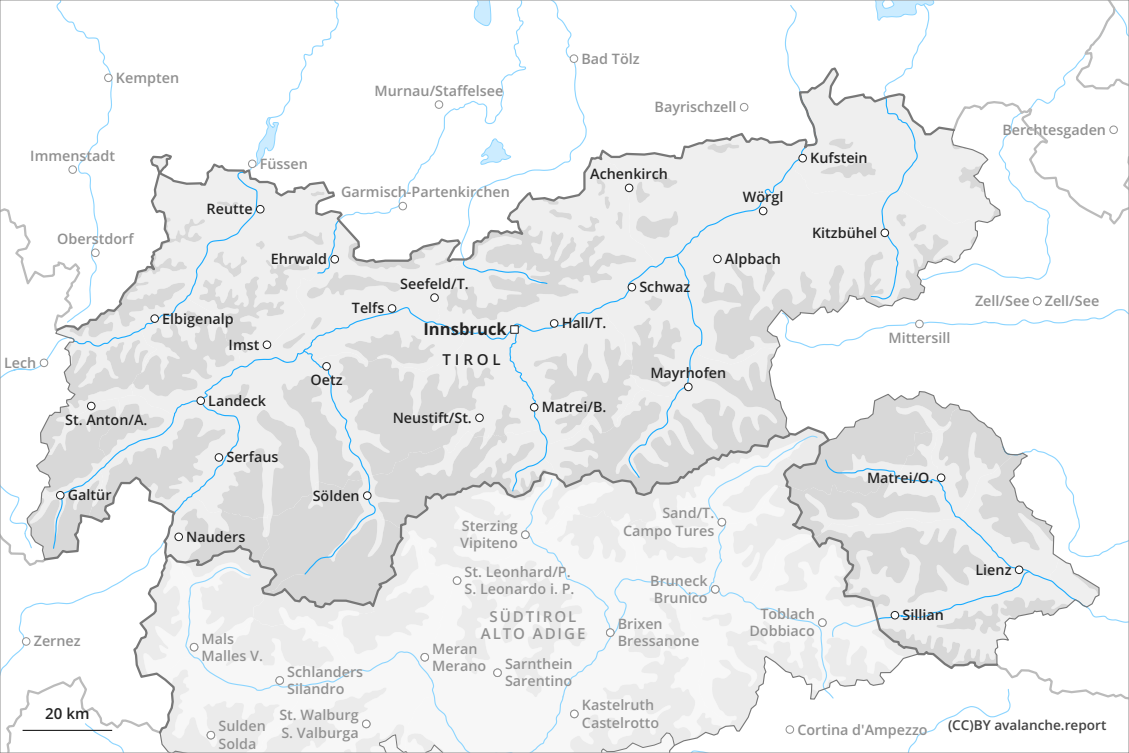 Kempten
Bad Tölz
Murnau/Staffelsee
Bayrischzell
Berchtesgaden
Immenstadt
Füssen
Kufstein
Achenkirch
Garmisch-Partenkirchen
Wörgl
Reutte
Kitzbühel
Oberstdorf
Ehrwald
Alpbach
Seefeld/T.
Schwaz
Zell/See
Zell/See
Telfs
Elbigenalp
Innsbruck
Hall/T.
Mittersill
Imst
TIROL
Lech
Oetz
Mayrhofen
Landeck
Matrei/B.
St. Anton/A.
Neustift/St.
Serfaus
Matrei/O.
Galtür
Sölden
Sand/T.
Campo Tures
Sterzing
Vipiteno
Nauders
Lienz
St. Leonhard/P.
S. Leonardo i. P.
Bruneck
Brunico
SÜDTIROL
ALTO ADIGE
Toblach
Dobbiaco
Sillian
Brixen
Bressanone
Zernez
Mals
Malles V.
Meran
Merano
Sarnthein
Sarentino
Schlanders
Silandro
Kastelruth
Castelrotto
St. Walburg
S. Valburga
20 km
Sulden
Solda
Cortina d'Ampezzo
(CC)BY avalanche.report